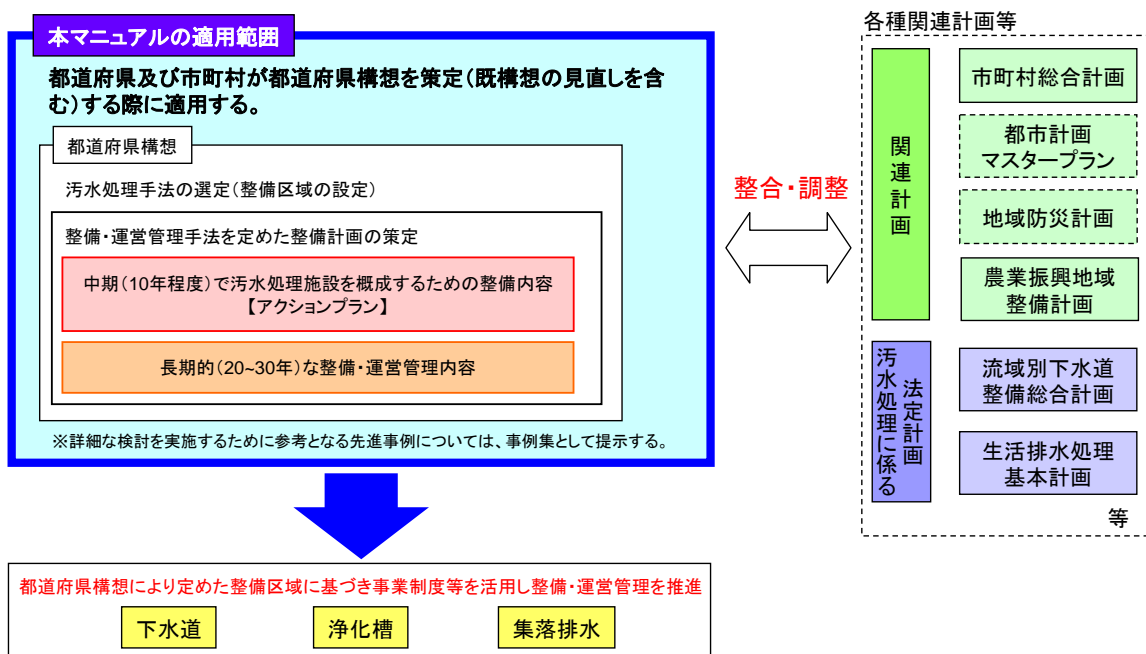 本マニュアルの適用範囲
都道府県及び市町村が都道府県構想を策定(既構想の見直しを含
む)する際に適用する。
都道府県構想
汚水処理手法の選定(整備区域の設定)
整備・運営管理手法を定めた整備計画の策定
中期(10年程度)で汚水処理施設を概成するための整備内容
【アクションプラン】
長期的(20~30年)な整備・運営管理内容
※詳細な検討を実施するために参考となる先進事例については、事例集として提示する。
整合・調整
各種関連計画等
関連計画
市町村総合計画
都市計画
マスタープラン
地域防災計画
農業振興地域
整備計画
汚水処理に係る
法定計画
流域別下水道
整備総合計画
生活排水処理
基本計画
等
都道府県構想により定めた整備区域に基づき事業制度等を活用し整備・運営管理を推進
下水道
浄化槽
集落排水